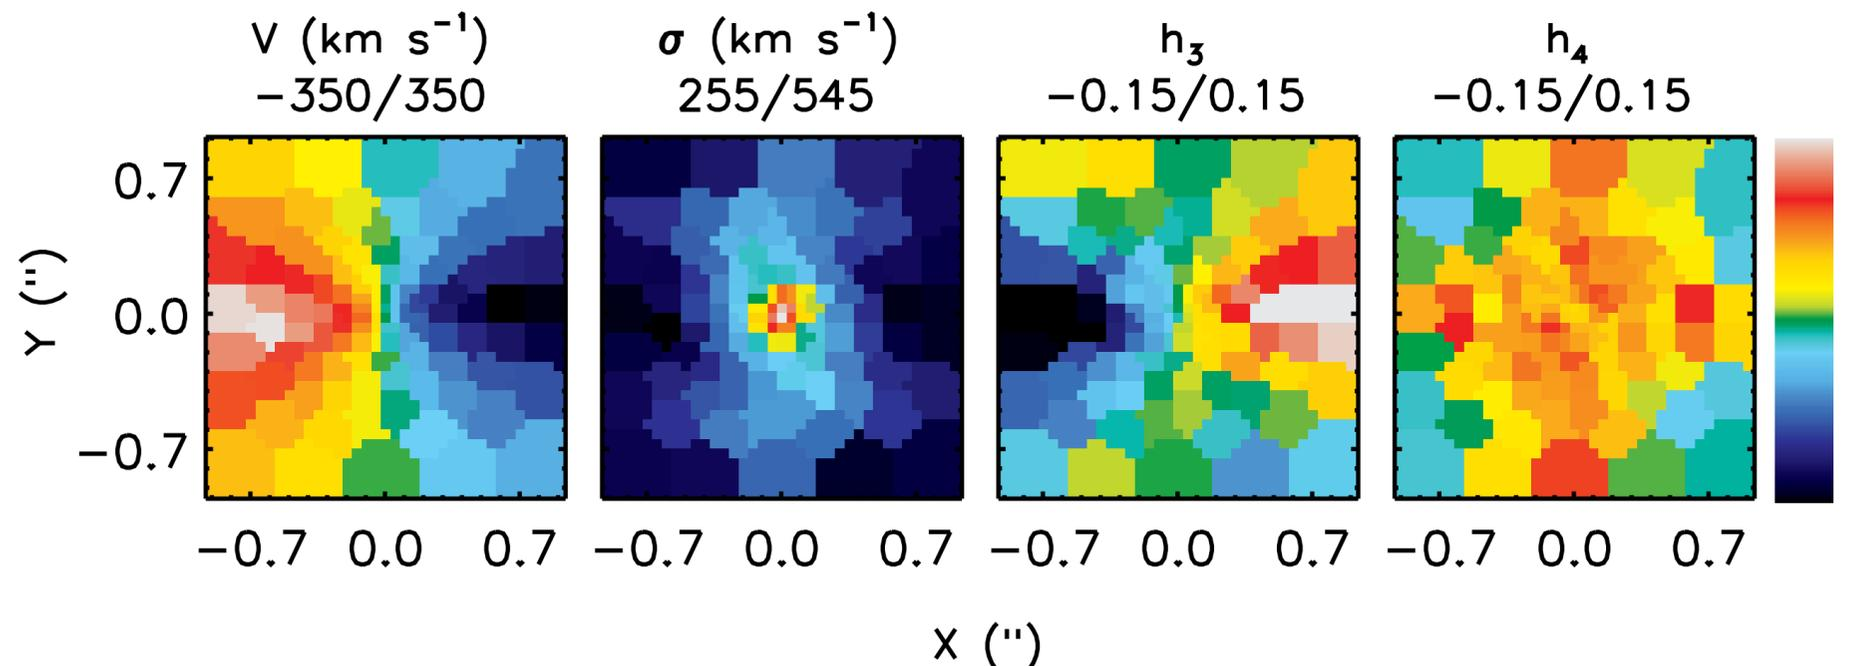 V (km s⁻¹) σ (km s⁻¹) h₃ h₄
−350/350 255/545 −0.15/0.15 −0.15/0.15
0.7
0.0
−0.7
Y (")
−0.7 0.0 0.7 −0.7 0.0 0.7 −0.7 0.0 0.7 −0.7 0.0 0.7
X (")